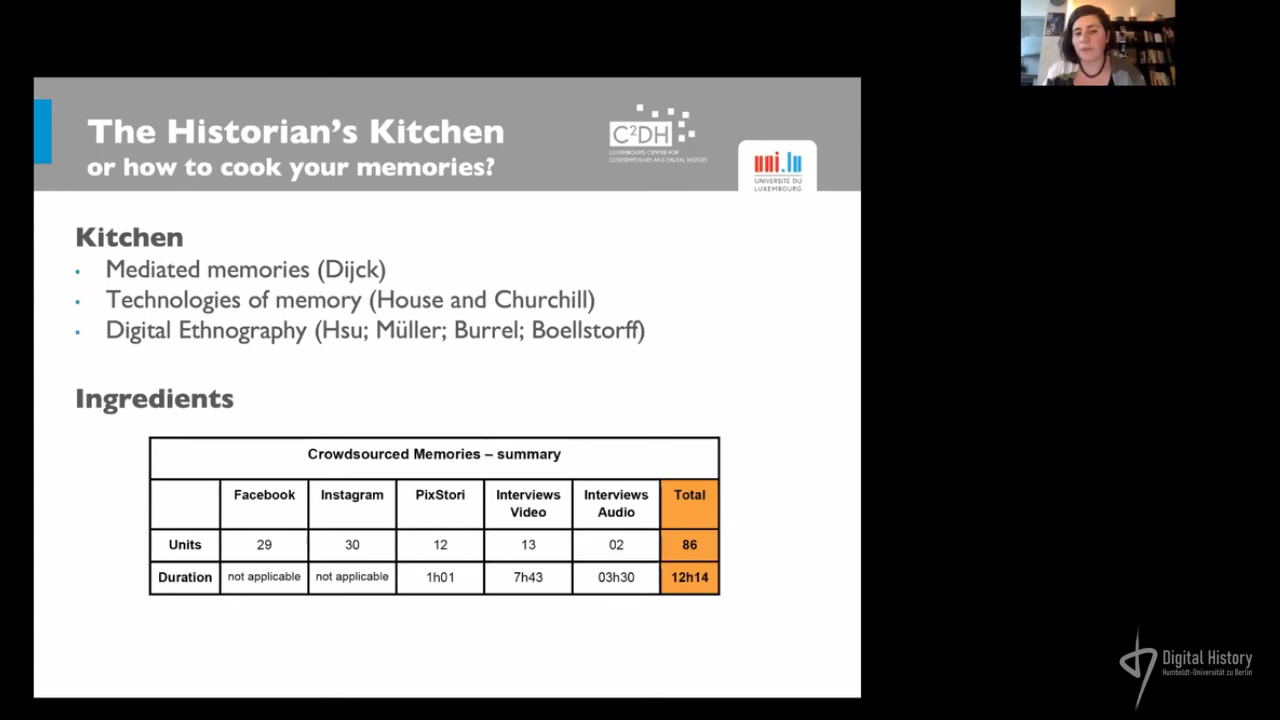 The Historian's Kitchen
or how to cook your memories?
C²DH
LUXEMBOURG CENTRE FOR
CONTEMPORARY AND DIGITAL HISTORY
uni.lu
UNIVERSITÉ DU
LUXEMBOURG
Kitchen
• Mediated memories (Dijck)
• Technologies of memory (House and Churchill)
• Digital Ethnography (Hsu; Müller; Burrel; Boellstorff)
Ingredients
Crowdsourced Memories – summary
Facebook Instagram PixStori Interviews Video Interviews Audio Total
Units 29 30 12 13 02 86
Duration not applicable not applicable 1h01 7h43 03h30 12h14
Digital History
Humboldt-Universität zu Berlin